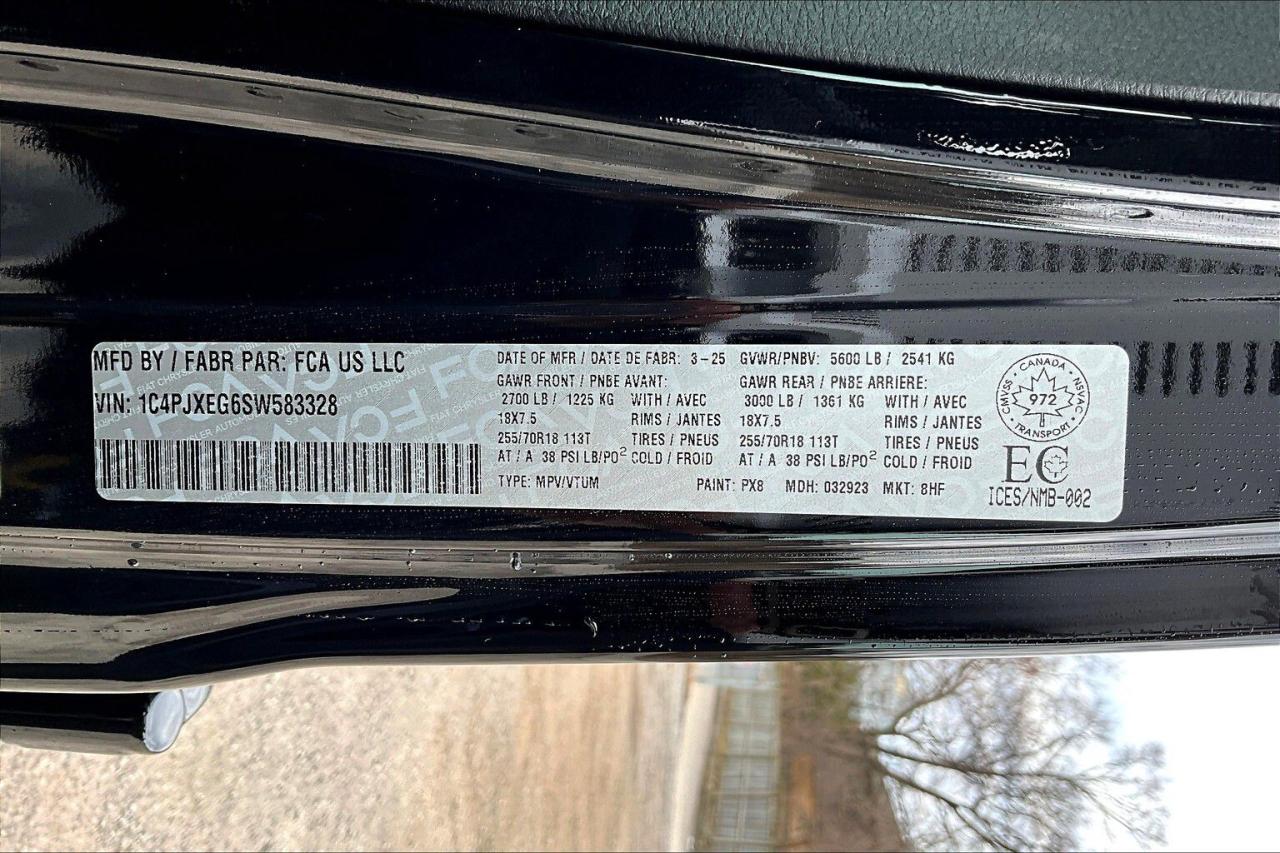 MFD BY / FABR PAR: FCA US LLC
VIN: 1C4PJXEG6SW583328
DATE OF MFR / DATE DE FABR: 3-25
GVWR/PNBV: 5600 LB / 2541 KG
GAWR FRONT / PNBE AVANT:
2700 LB / 1225 KG WITH / AVEC
18X7.5 RIMS / JANTES
255/70R18 113T TIRES / PNEUS
AT / A 38 PSI LB/PO² COLD / FROID
GAWR REAR / PNBE ARRIERE:
3000 LB / 1361 KG WITH / AVEC
18X7.5 RIMS / JANTES
255/70R18 113T TIRES / PNEUS
AT / A 38 PSI LB/PO² COLD / FROID
TYPE: MPV/VTUM PAINT: PX8 MDH: 032923 MKT: 8HF
CANADA
CMVSS NSVAC
972
TRANSPORT
EC
ICES/NMB-002